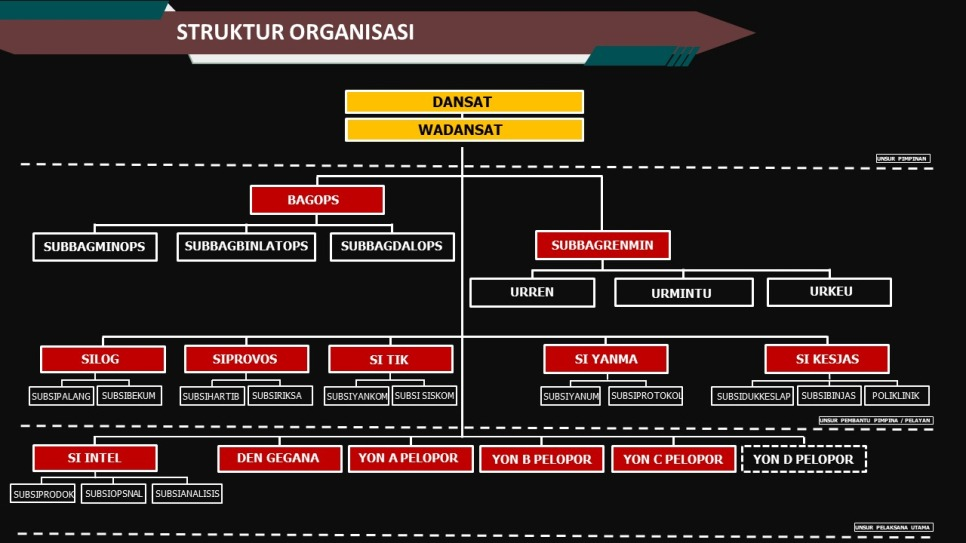 STRUKTUR ORGANISASI
DANSAT
WADANSAT
UNSUR PIMPINAN
BAGOPS
SUBBAGMINOPS
SUBBAGBINLATOPS
SUBBAGDALOPS
SUBBAGRENMIN
URREN
URMINTU
URKEU
SILOG
SIPROVOS
SI TIK
SI YANMA
SI KESJAS
SUBSIPALANG
SUBSIBEKUM
SUBSIHARTIB
SUBSIRIKSA
SUBSIYANKOM
SUBSI SISKOM
SUBSIYANUM
SUBSIPROTOKOL
SUBSIDUKKESLAP
SUBSIBINJAS
POLIKLINIK
UNSUR PEMBANTU PIMPINA / PELAYAN
SI INTEL
DEN GEGANA
YON A PELOPOR
YON B PELOPOR
YON C PELOPOR
YON D PELOPOR
SUBSIPRODOK
SUBSIOPSNAL
SUBSIANALISIS
UNSUR PELAKSANA UTAMA